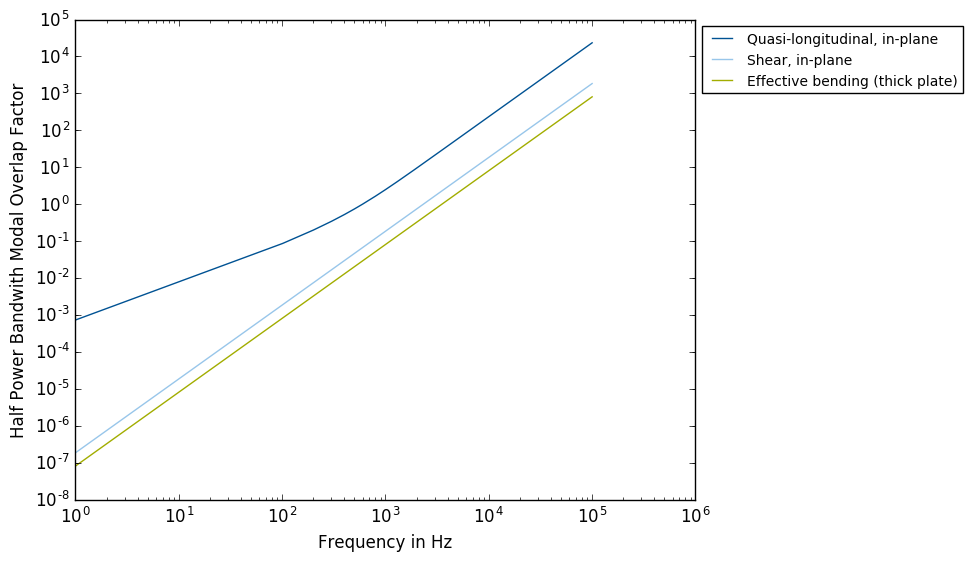 10^5
10^4
10^3
10^2
10^1
10^0
10^-1
10^-2
10^-3
10^-4
10^-5
10^-6
10^-7
10^-8
Half Power Bandwith Modal Overlap Factor
10^0 10^1 10^2 10^3 10^4 10^5 10^6
Frequency in Hz
Quasi-longitudinal, in-plane
Shear, in-plane
Effective bending (thick plate)